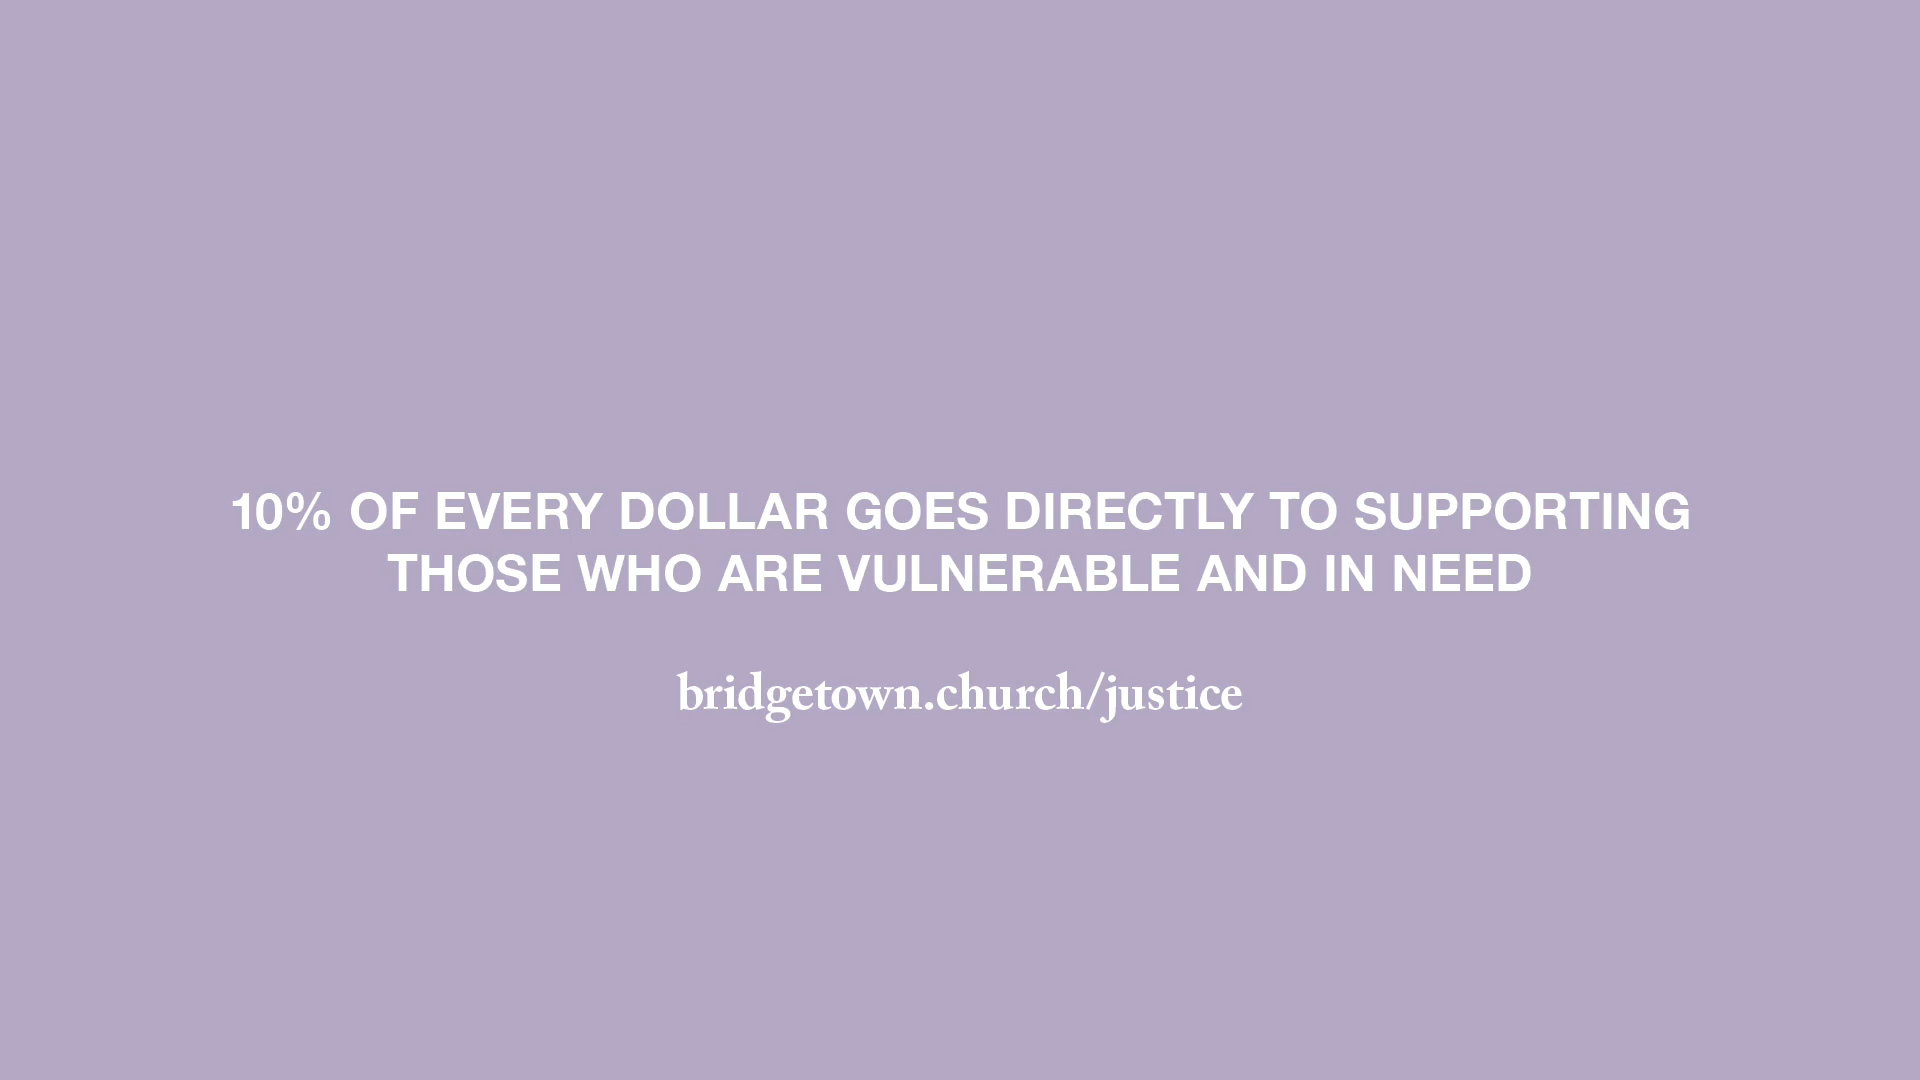 10% OF EVERY DOLLAR GOES DIRECTLY TO SUPPORTING
THOSE WHO ARE VULNERABLE AND IN NEED
bridgetown.church/justice